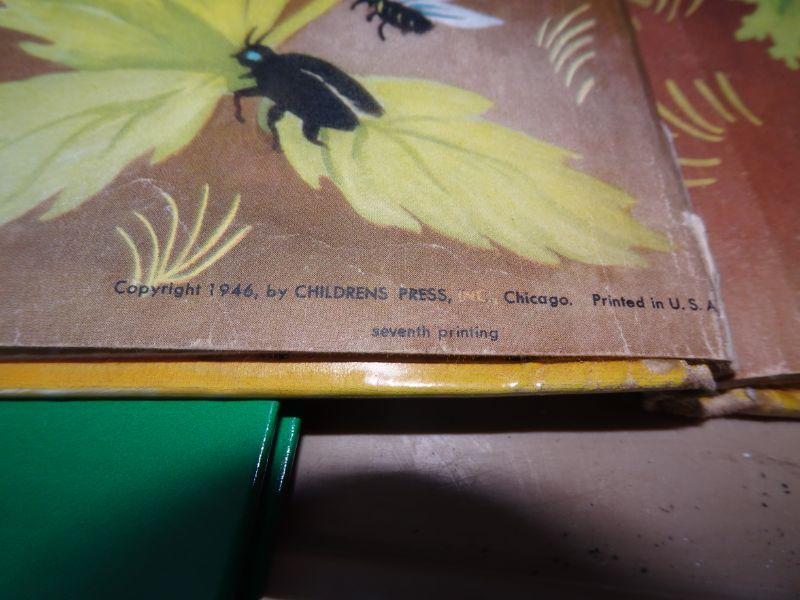 Copyright 1946, by CHILDRENS PRESS, INC. Chicago. Printed in U. S. A
seventh printing